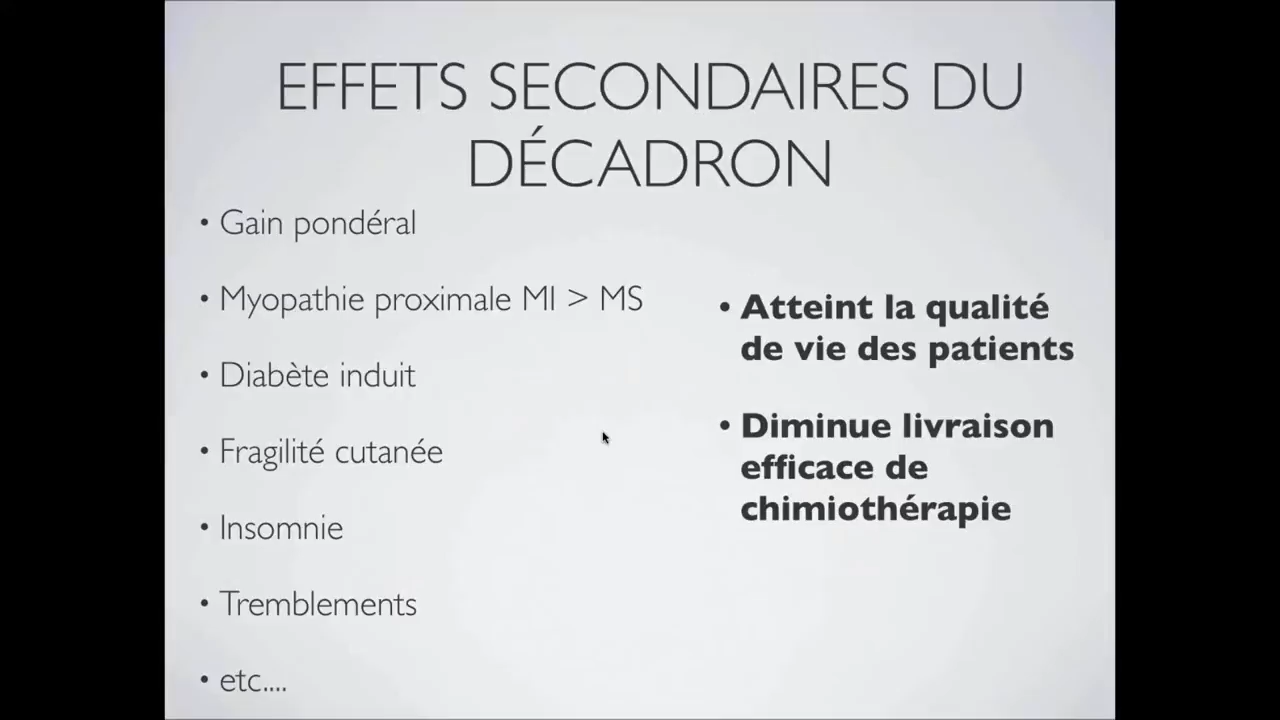 EFFETS SECONDAIRES DU
DÉCADRON
• Gain pondéral
• Myopathie proximale MI > MS
• Diabète induit
• Fragilité cutanée
• Insomnie
• Tremblements
• etc....
• Atteint la qualité
de vie des patients
• Diminue livraison
efficace de
chimiothérapie